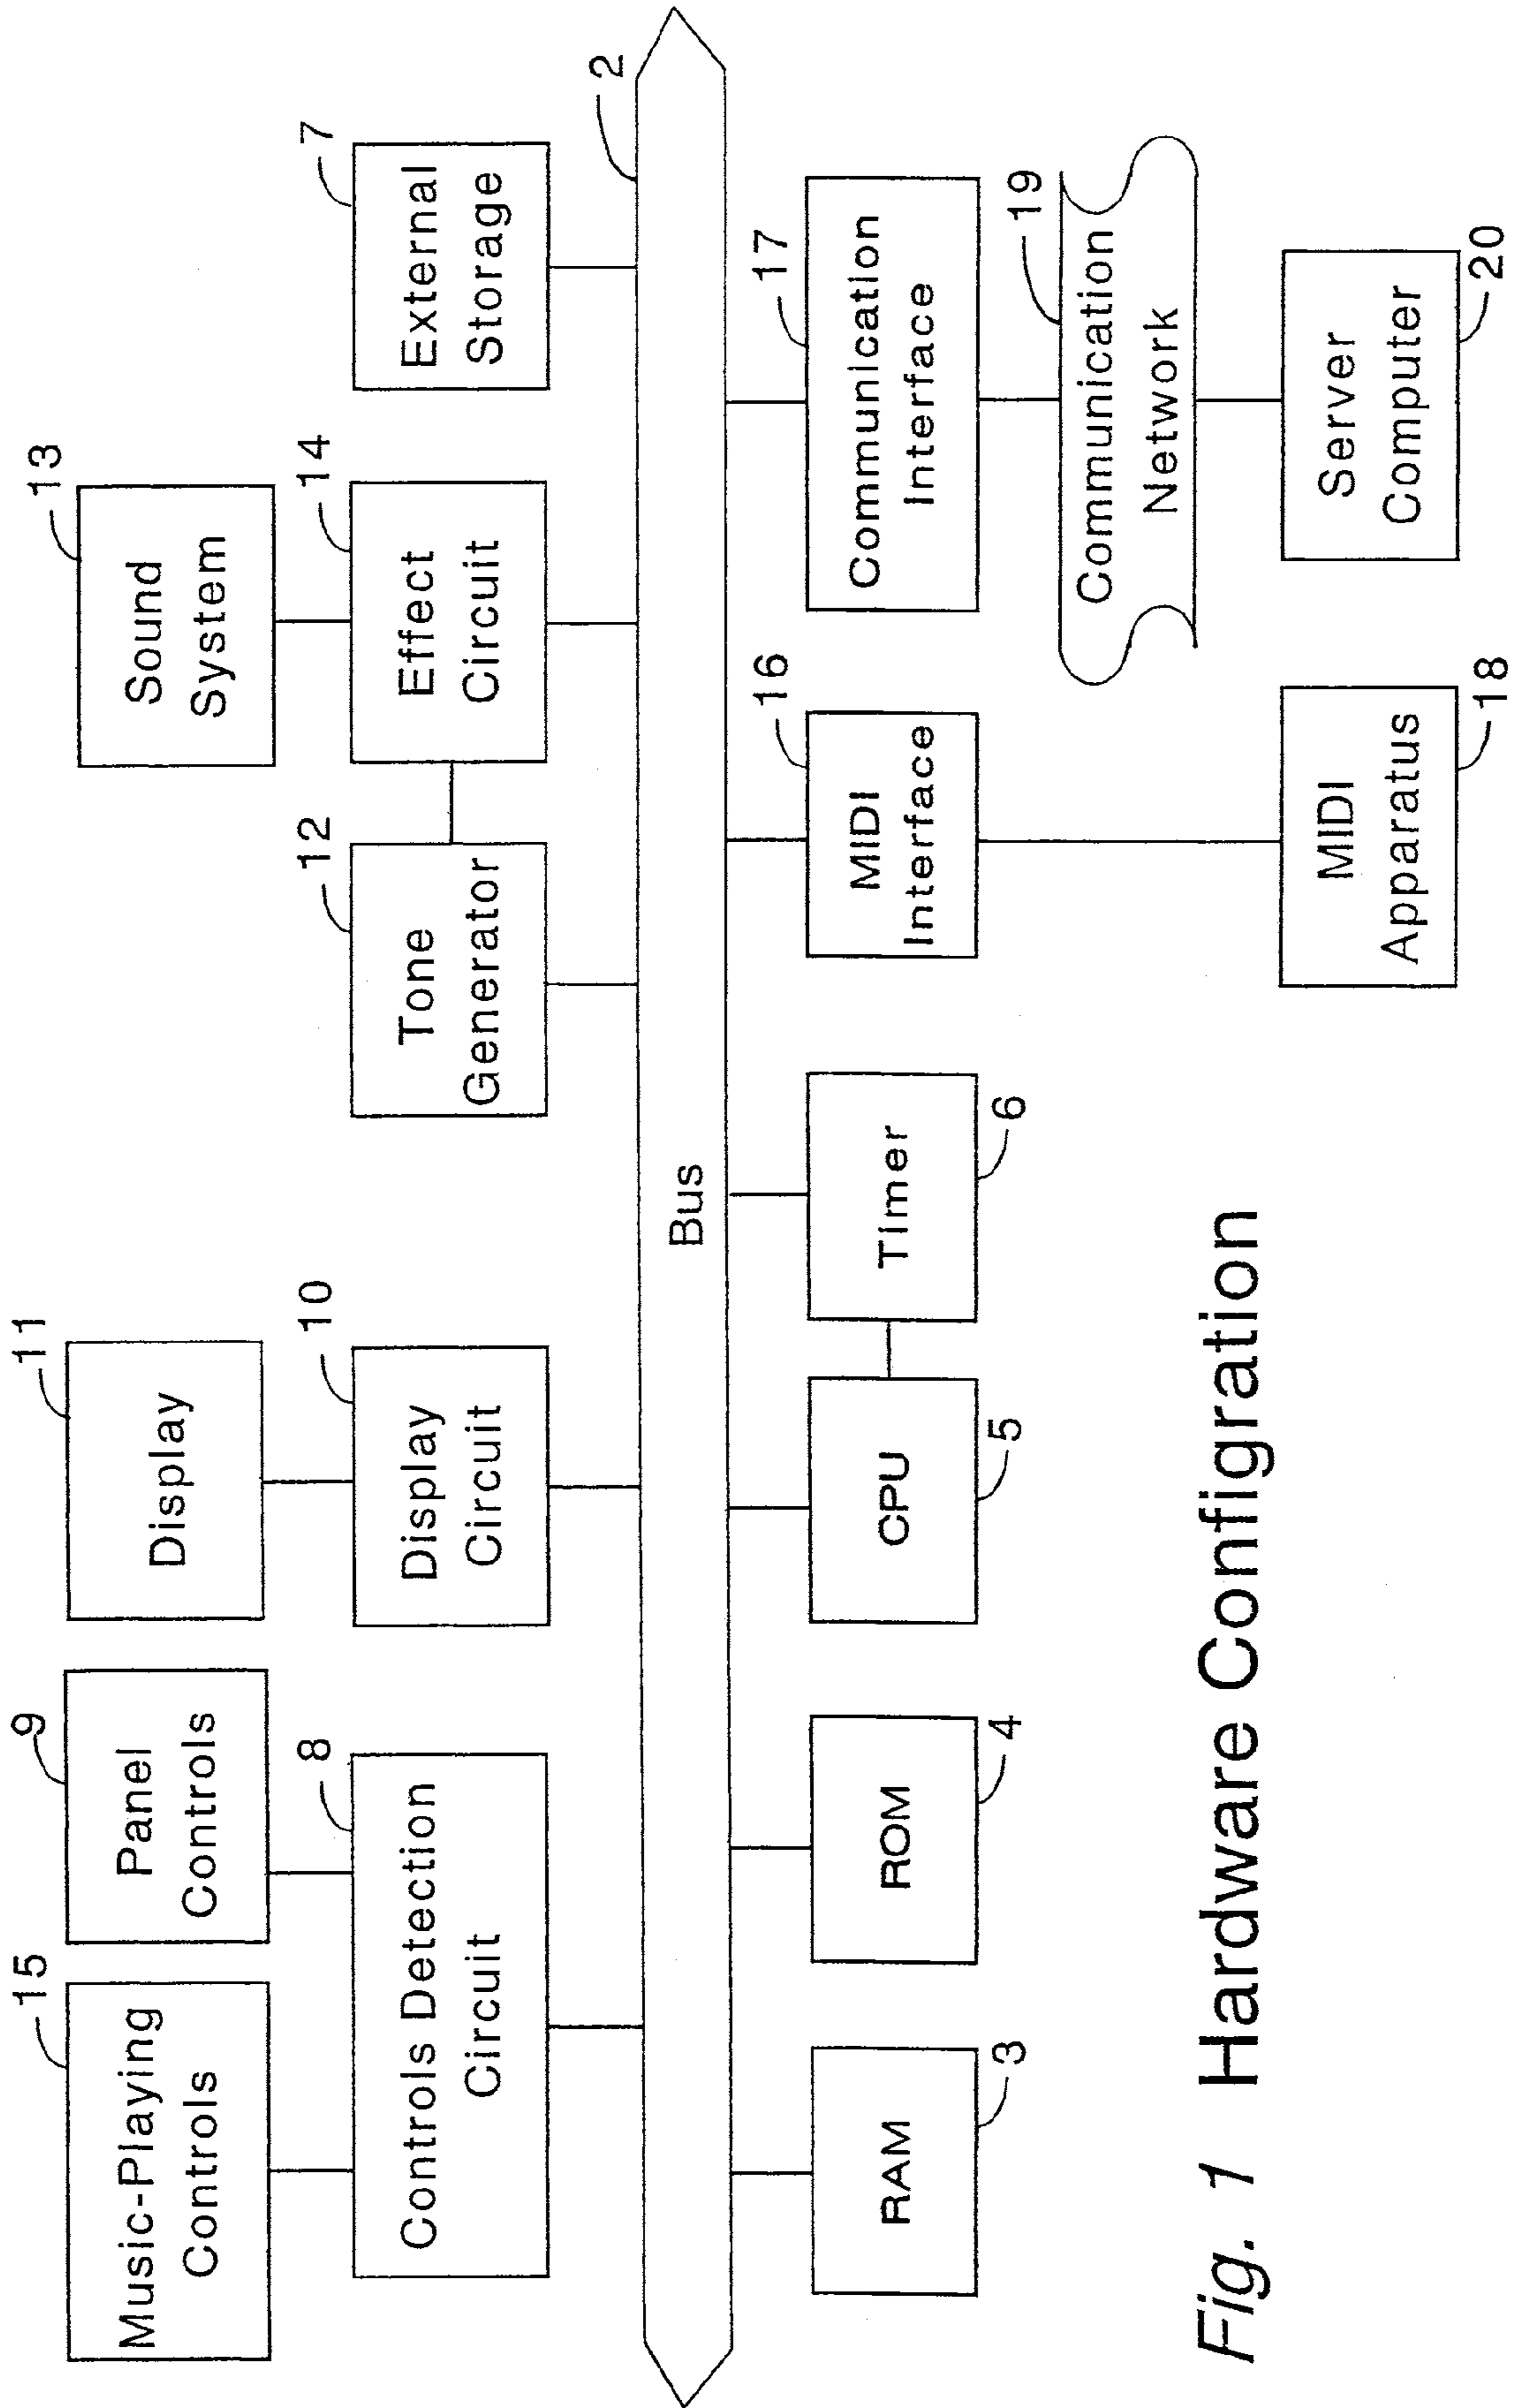 15
Music-Playing
Controls
9
Panel
Controls
11
Display
13
Sound
System
8
Controls Detection
Circuit
10
Display
Circuit
12
Tone
Generator
14
Effect
Circuit
7
External
Storage
2
Bus
RAM
3
ROM
4
CPU
5
Timer
6
16
MIDI
Interface
17
Communication
Interface
19
Communication
Network
MIDI
Apparatus
18
Server
Computer
20
Fig. 1 Hardware Configration